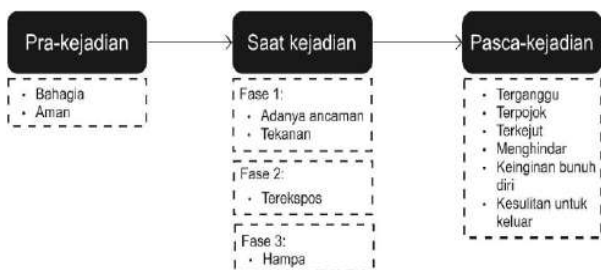 Pra-kejadian
Bahagia
Aman
Saat kejadian
Fase 1:
Adanya ancaman
Tekanan
Fase 2:
Terekspos
Fase 3:
Hampa
Pasca-kejadian
Terganggu
Terpojok
Terkejut
Menghindar
Keinginan bunuh
diri
Kesulitan untuk
keluar